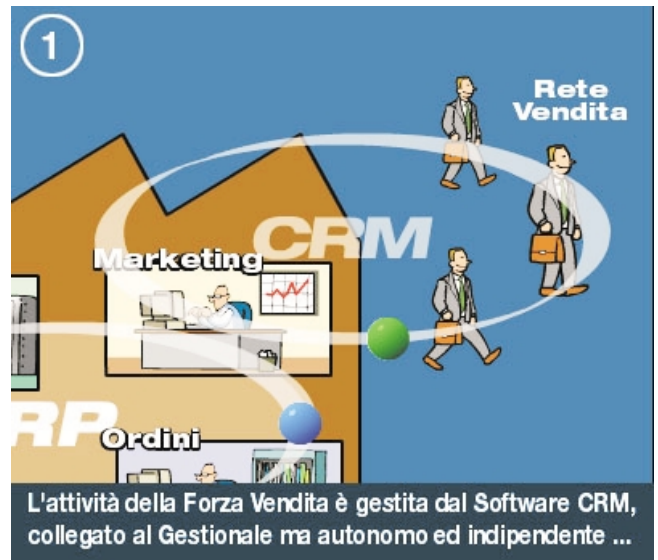 1
Rete
Vendita
CRM
Marketing
RP
Ordini
L'attività della Forza Vendita è gestita dal Software CRM,
collegato al Gestionale ma autonomo ed indipendente ...